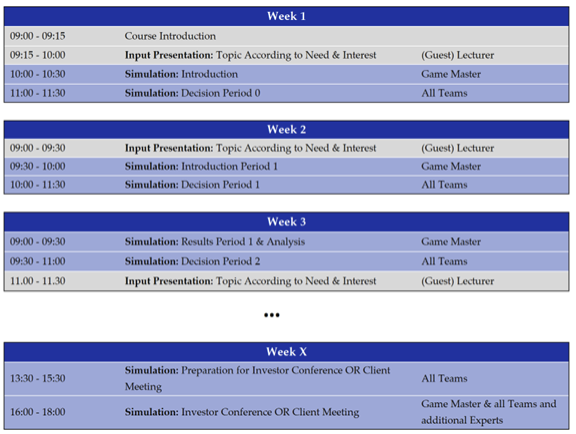 Week 1
09:00 - 09:15 Course Introduction
09:15 - 10:00 Input Presentation: Topic According to Need & Interest (Guest) Lecturer
10:00 - 10:30 Simulation: Introduction Game Master
11:00 - 11:30 Simulation: Decision Period 0 All Teams
Week 2
09:00 - 09:30 Input Presentation: Topic According to Need & Interest (Guest) Lecturer
09:30 - 10:00 Simulation: Introduction Period 1 Game Master
10:00 - 11:30 Simulation: Decision Period 1 All Teams
Week 3
09:00 - 09:30 Simulation: Results Period 1 & Analysis Game Master
09:30 - 11:00 Simulation: Decision Period 2 All Teams
11.00 - 11.30 Input Presentation: Topic According to Need & Interest (Guest) Lecturer
•••
Week X
13:30 - 15:30 Simulation: Preparation for Investor Conference OR Client
Meeting All Teams
16:00 - 18:00 Simulation: Investor Conference OR Client Meeting Game Master & all Teams and
additional Experts